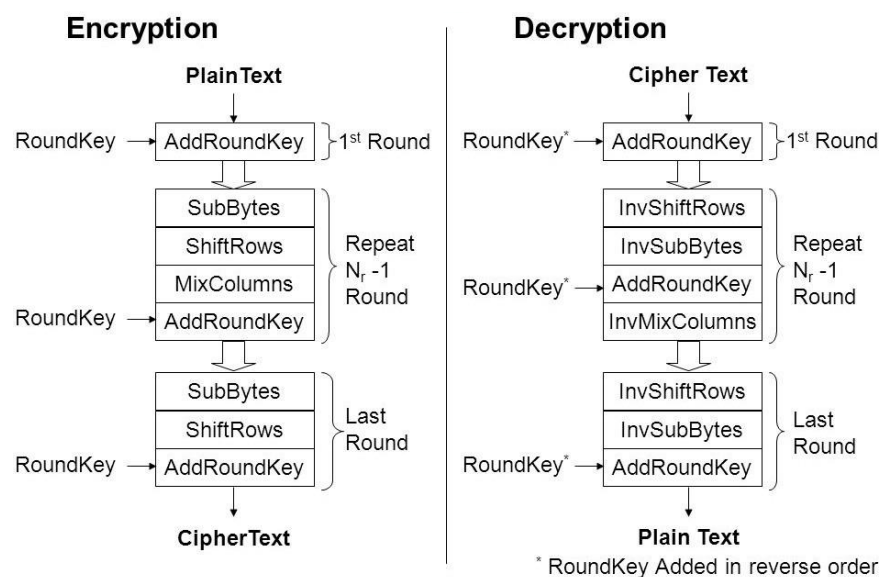 Encryption
PlainText
RoundKey
AddRoundKey
1st Round
SubBytes
ShiftRows
MixColumns
RoundKey
AddRoundKey
Repeat
Nr -1
Round
SubBytes
ShiftRows
RoundKey
AddRoundKey
Last
Round
CipherText
Decryption
Cipher Text
RoundKey*
AddRoundKey
1st Round
InvShiftRows
InvSubBytes
RoundKey*
AddRoundKey
InvMixColumns
Repeat
Nr -1
Round
InvShiftRows
InvSubBytes
RoundKey*
AddRoundKey
Last
Round
Plain Text
* RoundKey Added in reverse order